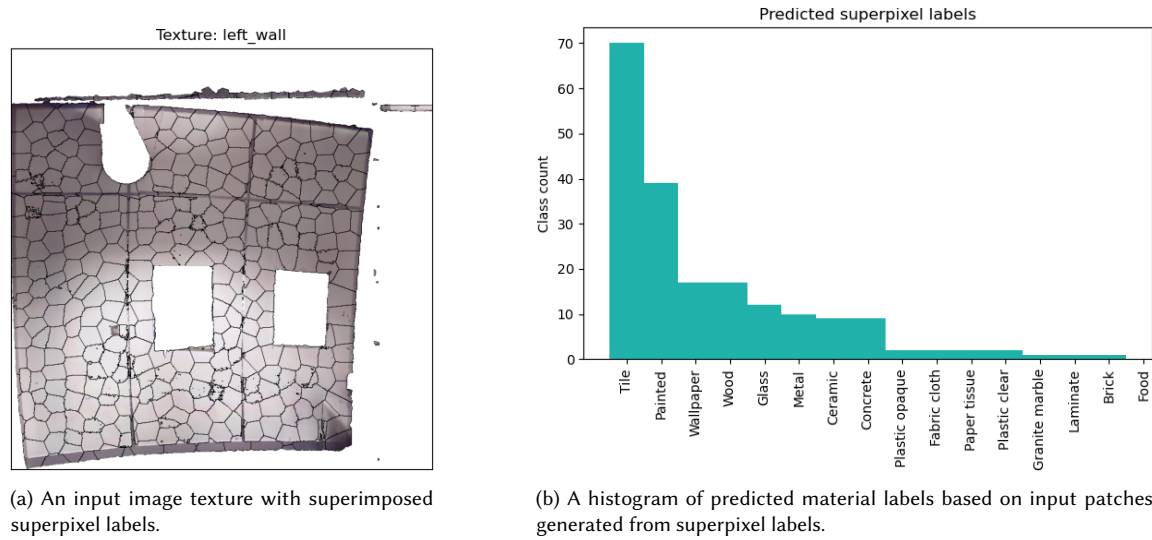 Texture: left_wall
Predicted superpixel labels
Class count
70
60
50
40
30
20
10
0
Tile
Painted
Wallpaper
Wood
Glass
Metal
Ceramic
Concrete
Plastic opaque
Fabric cloth
Paper tissue
Plastic clear
Granite marble
Laminate
Brick
Food
(a) An input image texture with superimposed
superpixel labels.
(b) A histogram of predicted material labels based on input patches
generated from superpixel labels.